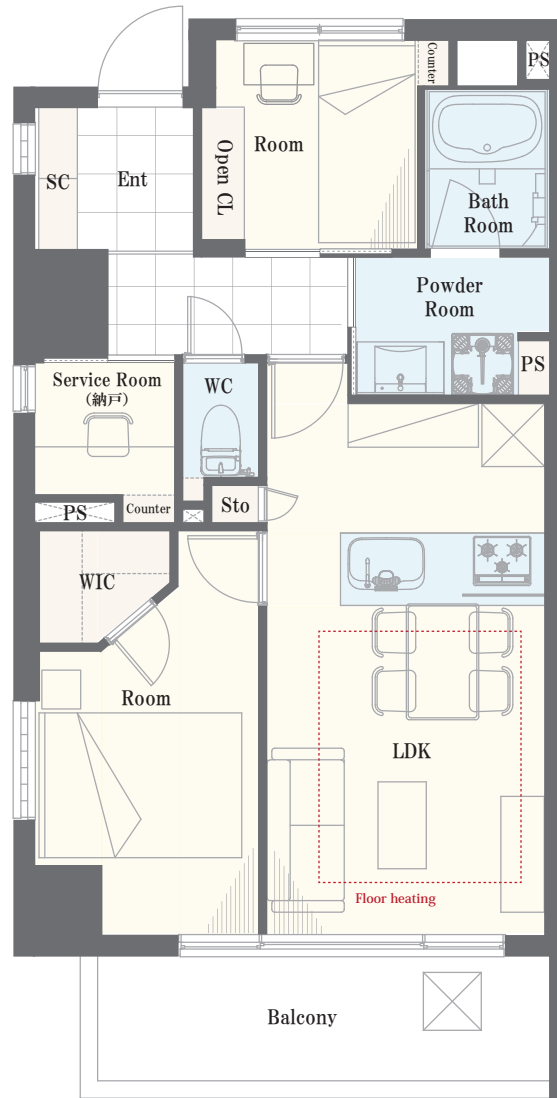 Counter
PS
Room
Open CL
SC
Ent
Bath
Room
Powder
Room
PS
Service Room
(納戸)
WC
PS
Counter
Sto
WIC
Room
LDK
Floor heating
Balcony